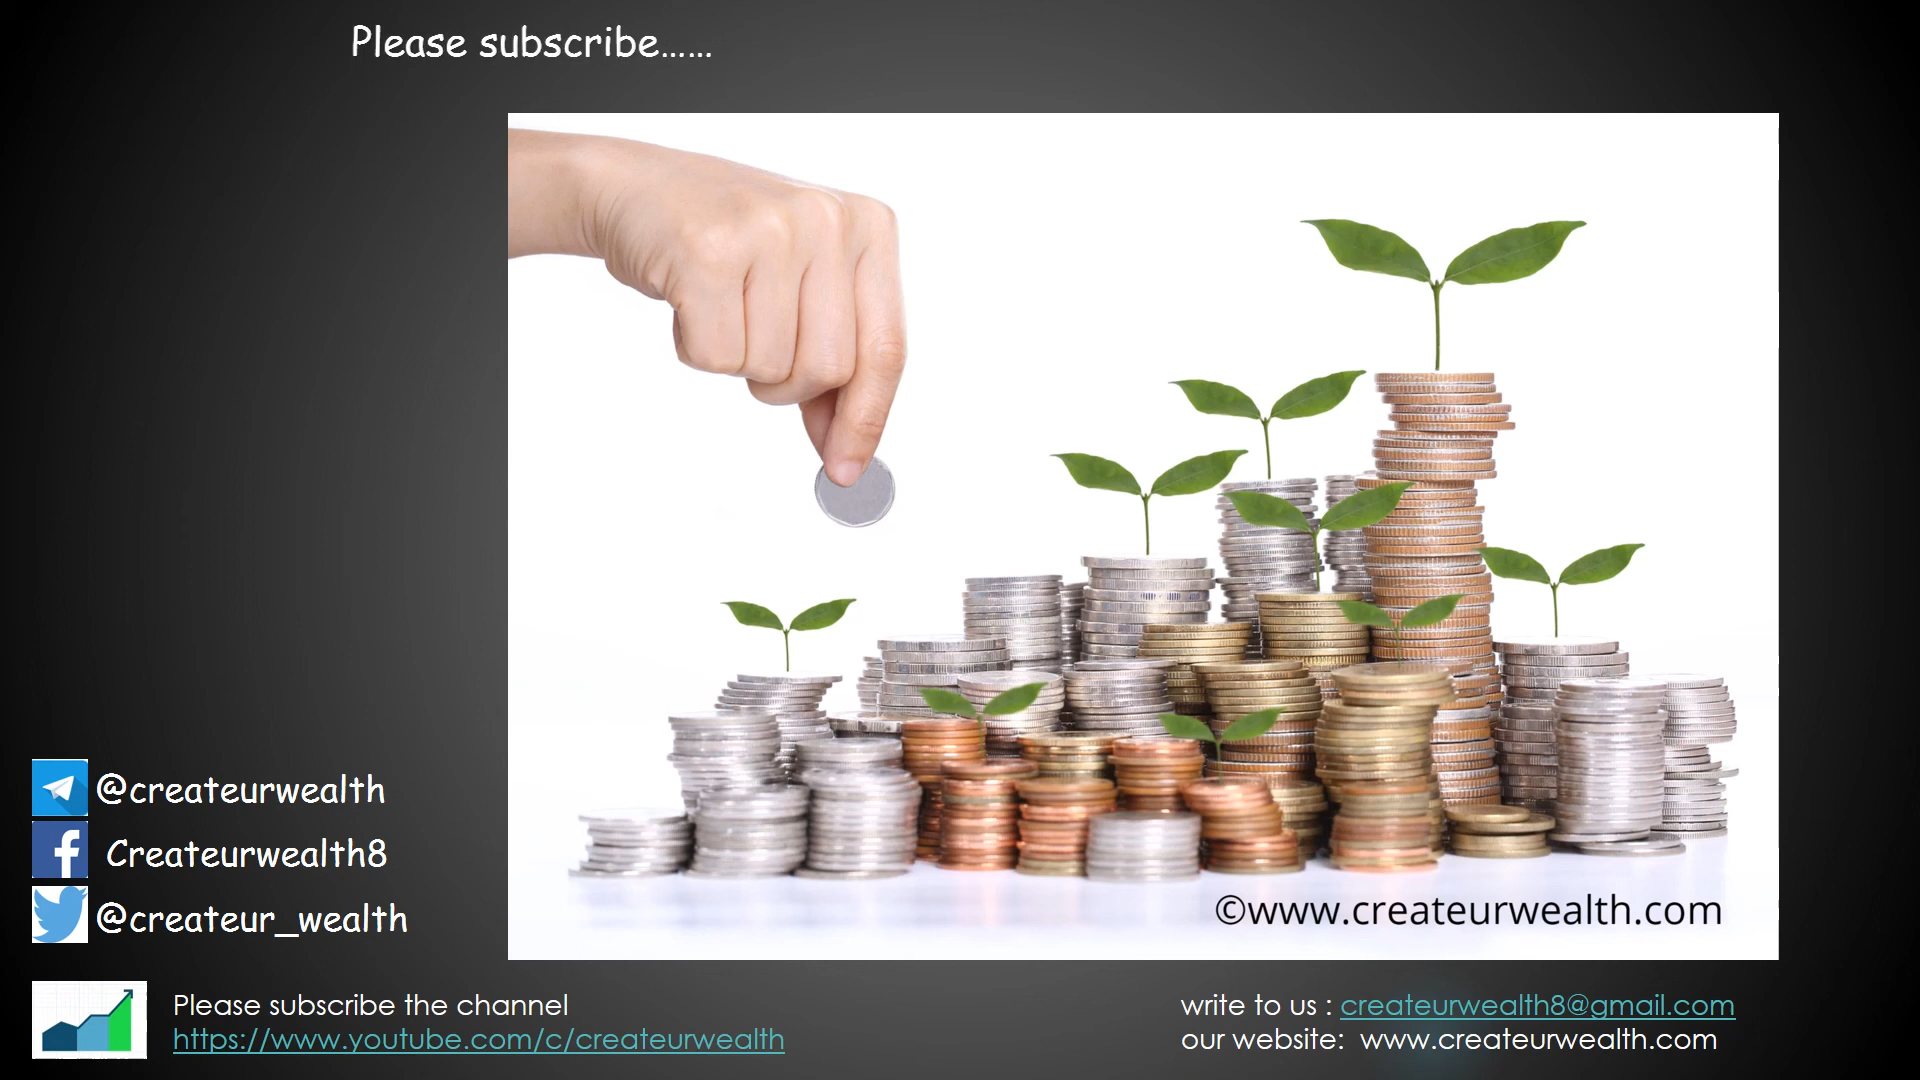 Please subscribe......
@createurwealth
Createurwealth8
@createur_wealth
©www.createurwealth.com
Please subscribe the channel
https://www.youtube.com/c/createurwealth
write to us : createurwealth8@gmail.com
our website: www.createurwealth.com